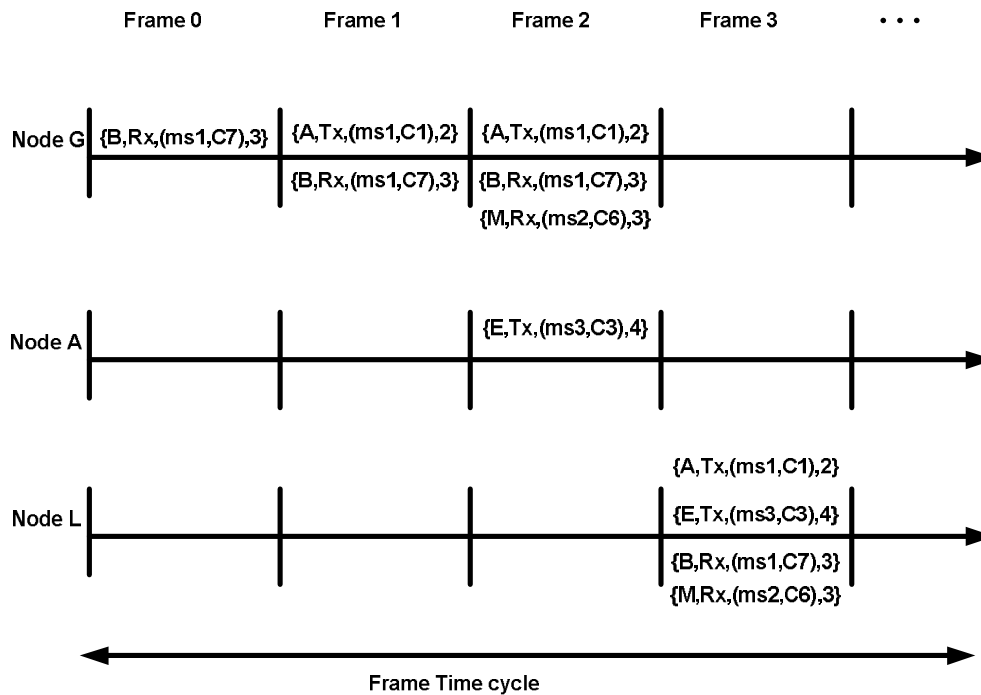 Frame 0 Frame 1 Frame 2 Frame 3 • • •
Node G {B,Rx,(ms1,C7),3} {A,Tx,(ms1,C1),2} {A,Tx,(ms1,C1),2}
{B,Rx,(ms1,C7),3} {B,Rx,(ms1,C7),3}
{M,Rx,(ms2,C6),3}
Node A {E,Tx,(ms3,C3),4}
{A,Tx,(ms1,C1),2}
Node L {E,Tx,(ms3,C3),4}
{B,Rx,(ms1,C7),3}
{M,Rx,(ms2,C6),3}
Frame Time cycle